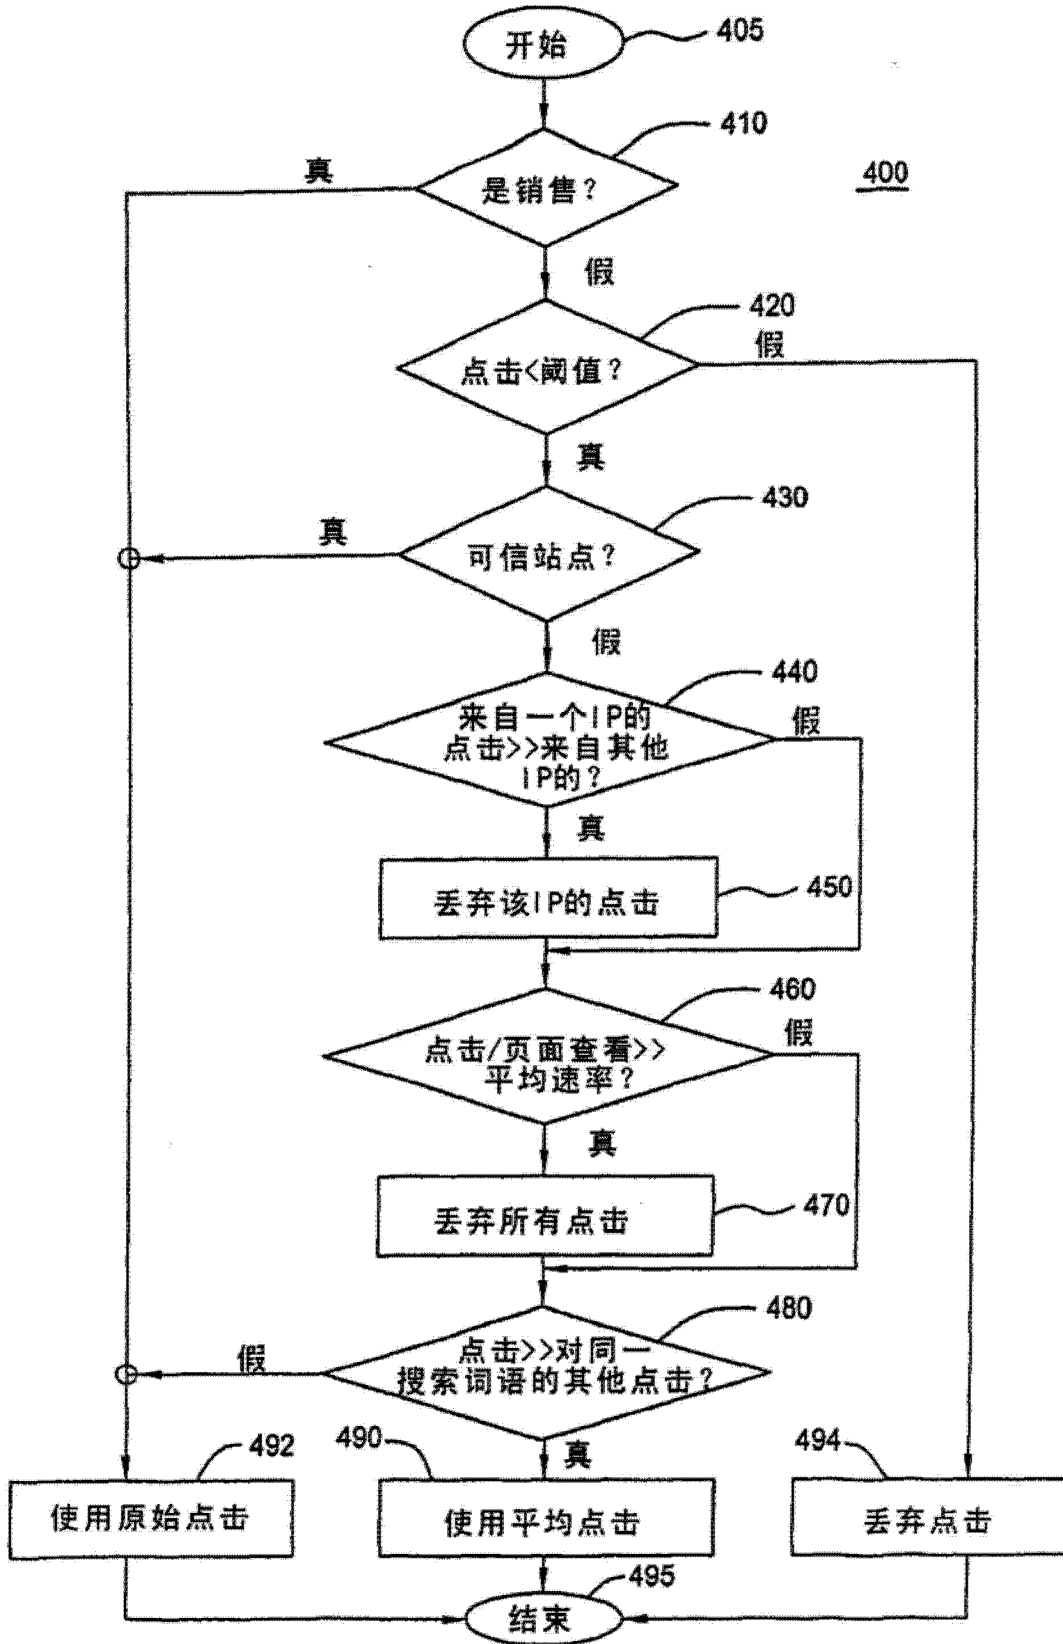 开始
405
410
是销售?
真
400
假
420
点击<阈值?
假
真
430
可信站点?
真
假
440
来自一个IP的
点击>>来自其他
IP的?
假
真
丢弃该IP的点击
450
460
点击/页面查看>>
平均速率?
假
真
丢弃所有点击
470
480
点击>>对同一
搜索词语的其他点击?
假
492
490
真
494
使用原始点击
使用平均点击
丢弃点击
495
结束